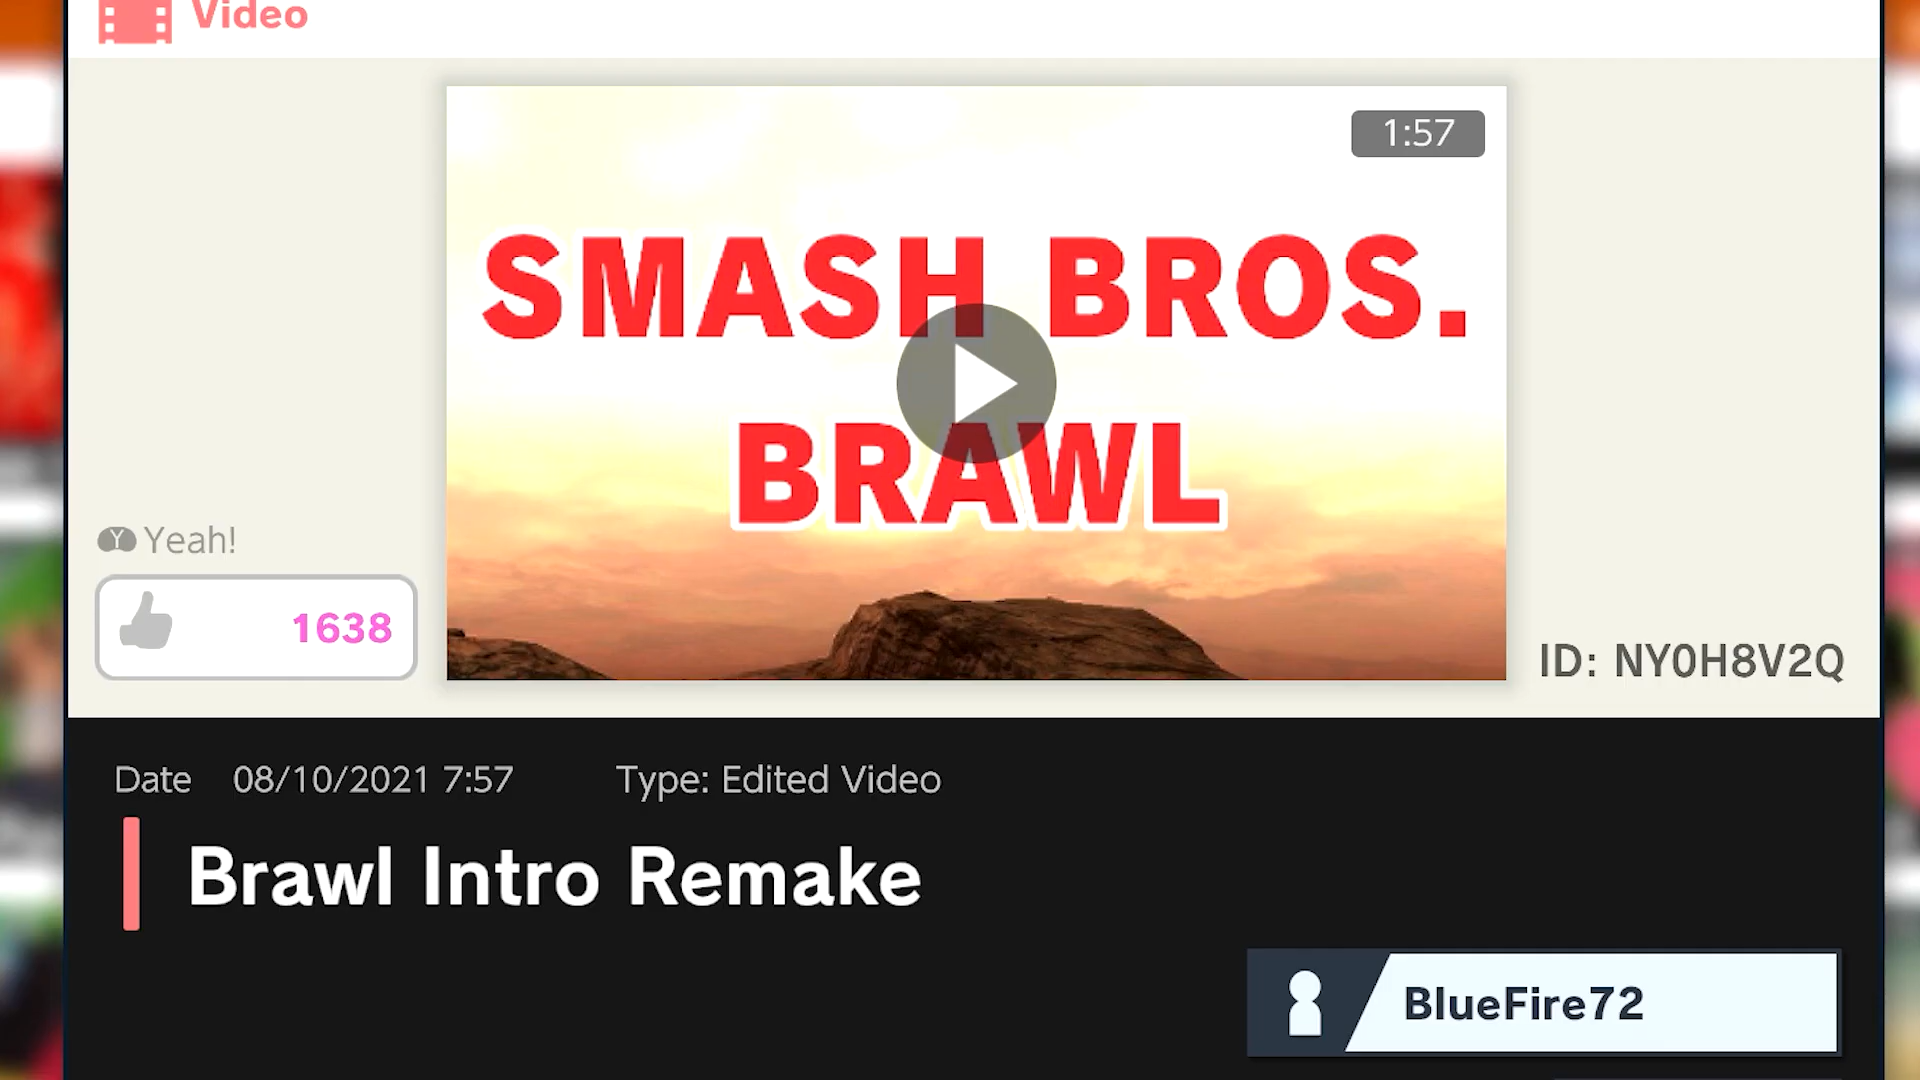 Video
1:57
SMASH BROS.
BRAWL
Y Yeah!
1638
ID: NY0H8V2Q
Date 08/10/2021 7:57 Type: Edited Video
Brawl Intro Remake
BlueFire72